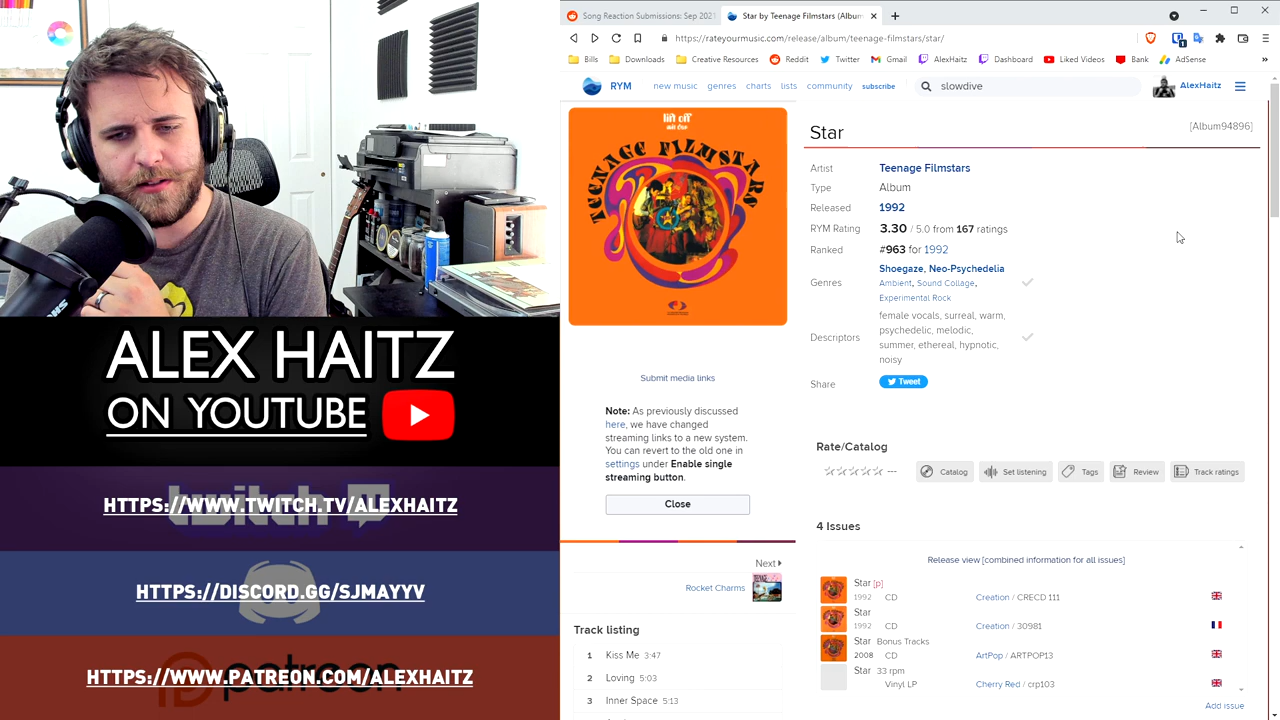 ALEX HAITZ
ON YOUTUBE
HTTPS://WWW.TWITCH.TV/ALEXHAITZ
HTTPS://DISCORD.GG/SJMAYYV
HTTPS://WWW.PATREON.COM/ALEXHAITZ
Song Reaction Submissions: Sep 2021
Star by Teenage Filmstars (Album
https://rateyourmusic.com/release/album/teenage-filmstars/star/
Bills
Downloads
Creative Resources
Reddit
Twitter
Gmail
AlexHaitz
Dashboard
Liked Videos
Bank
AdSense
RYM
new music
genres
charts
lists
community
subscribe
slowdive
AlexHaitz
TEENAGE FILMSTARS
Submit media links
Note: As previously discussed
here, we have changed
streaming links to a new system.
You can revert to the old one in
settings under Enable single
streaming button.
Close
Next
Rocket Charms
Track listing
1 Kiss Me 3:47
2 Loving 5:03
3 Inner Space 5:13
Star
[Album94896]
Artist Teenage Filmstars
Type Album
Released 1992
RYM Rating 3.30 / 5.0 from 167 ratings
Ranked #963 for 1992
Genres Shoegaze, Neo-Psychedelia
Ambient, Sound Collage,
Experimental Rock
Descriptors female vocals, surreal, warm,
psychedelic, melodic,
summer, ethereal, hypnotic,
noisy
Share Tweet
Rate/Catalog
--- Catalog Set listening Tags Review Track ratings
4 Issues
Release view [combined information for all issues]
Star [p]
1992 CD Creation / CRECD 111
Star
1992 CD Creation / 30981
Star Bonus Tracks
2008 CD ArtPop / ARTPOP13
Star 33 rpm
Vinyl LP Cherry Red / crp103
Add issue